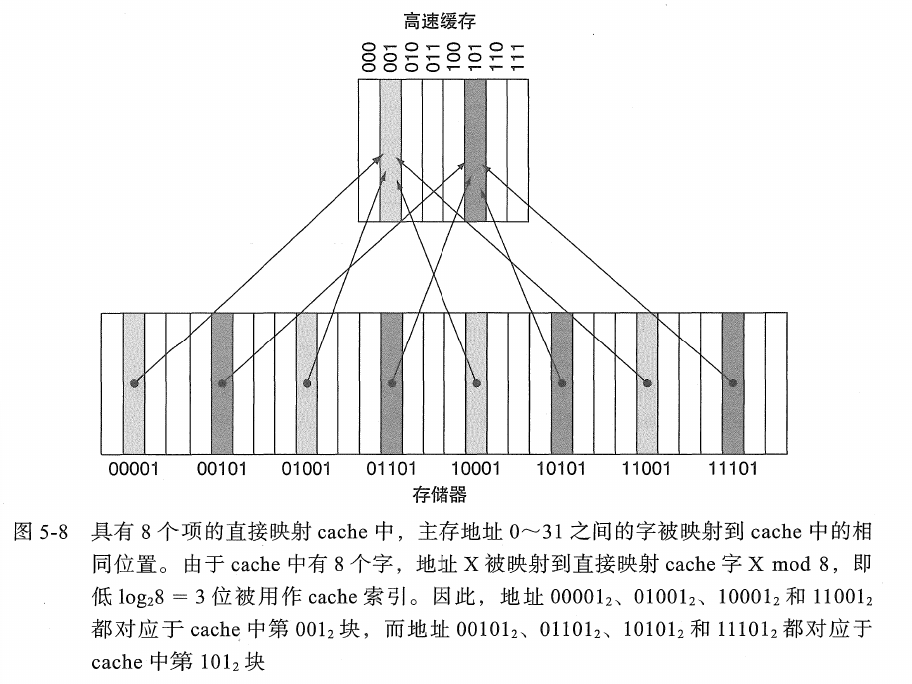 高速缓存
000 001 010 011 100 101 110 111
00001 00101 01001 01101 10001 10101 11001 11101
存储器
图 5-8 具有 8 个项的直接映射 cache 中，主存地址 0～31 之间的字被映射到 cache 中的相
同位置。由于 cache 中有 8 个字，地址 X 被映射到直接映射 cache 字 X mod 8，即
低 log₂8 = 3 位被用作 cache 索引。因此，地址 00001₂、01001₂、10001₂ 和 11001₂
都对应于 cache 中第 001₂ 块，而地址 00101₂、01101₂、10101₂ 和 11101₂ 都对应于
cache 中第 101₂ 块